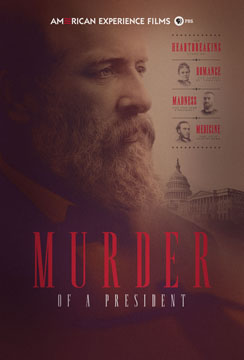 AMERICAN EXPERIENCE FILMS PBS
HEARTBREAKING
ROMANCE
MADNESS
MEDICINE
MURDER
OF A PRESIDENT